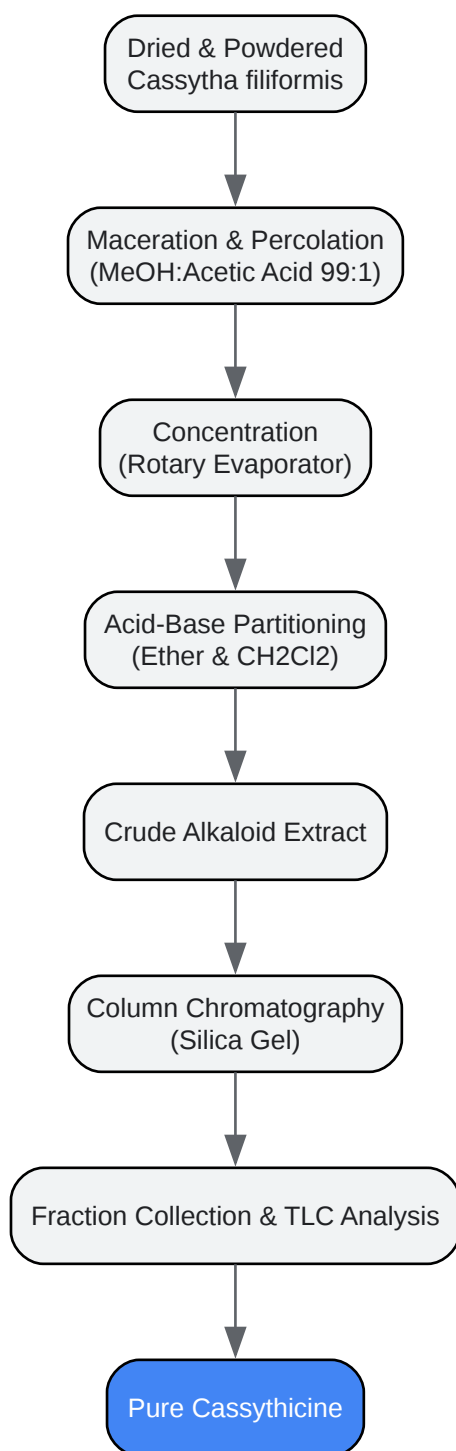 Dried & Powdered
Cassytha filiformis
Maceration & Percolation
(MeOH:Acetic Acid 99:1)
Concentration
(Rotary Evaporator)
Acid-Base Partitioning
(Ether & CH2Cl2)
Crude Alkaloid Extract
Column Chromatography
(Silica Gel)
Fraction Collection & TLC Analysis
Pure Cassythicine